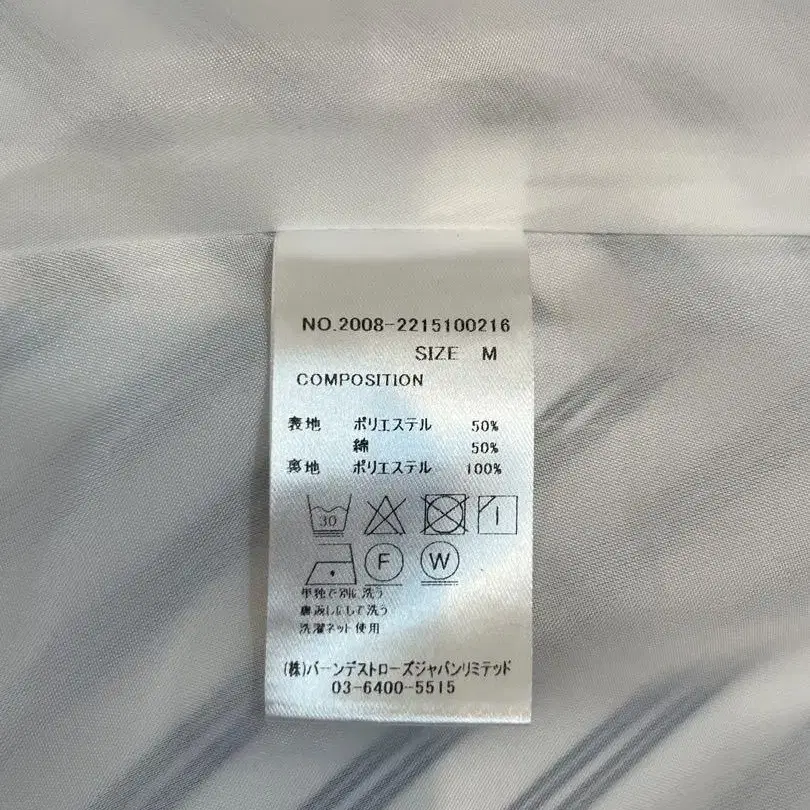 NO.2008-2215100216
SIZE M
COMPOSITION
表地 ポリエステル 50%
綿 50%
裏地 ポリエステル 100%
30
F W
単独で別に洗う
裏返しにして洗う
洗濯ネット使用
(株)バーンデストローズジャパンリミテッド
03-6400-5515